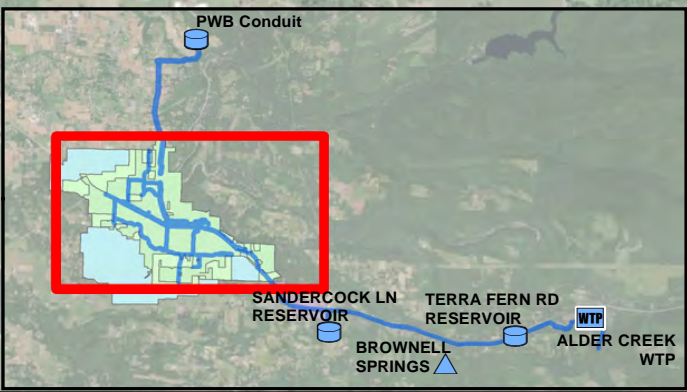 PWB Conduit
SANDERCOCK LN
RESERVOIR
TERRA FERN RD
RESERVOIR
WTP
ALDER CREEK
WTP
BROWNELL
SPRINGS